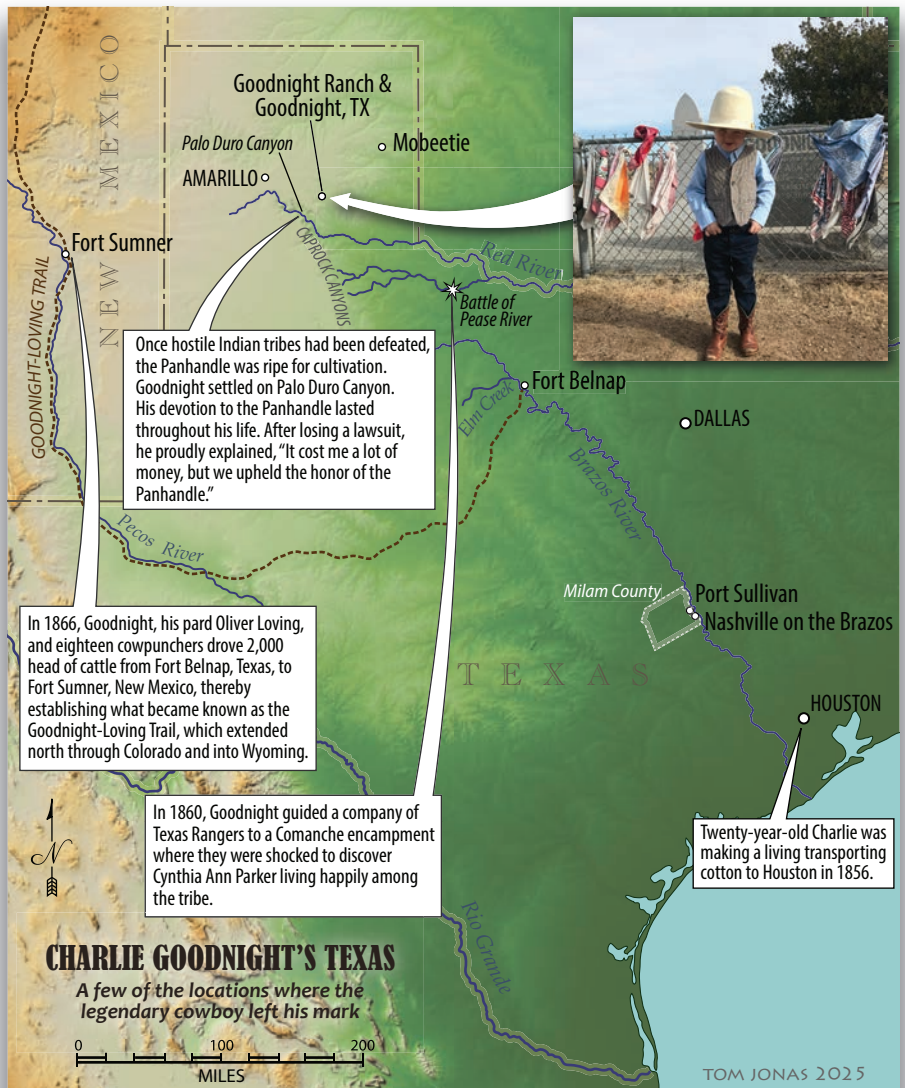 NEW MEXICO
Goodnight Ranch &
Goodnight, TX
Palo Duro Canyon
Mobeetie
AMARILLO
Fort Sumner
CAPROCK CANYONS
Red River
GOODNIGHT-LOVING TRAIL
Battle of
Pease River
Once hostile Indian tribes had been defeated,
the Panhandle was ripe for cultivation.
Goodnight settled on Palo Duro Canyon.
His devotion to the Panhandle lasted
throughout his life. After losing a lawsuit,
he proudly explained, “It cost me a lot of
money, but we upheld the honor of the
Panhandle.”
Fort Belnap
Elm Creek
DALLAS
Brazos River
Pecos River
Milam County
Port Sullivan
Nashville on the Brazos
In 1866, Goodnight, his pard Oliver Loving,
and eighteen cowpunchers drove 2,000
head of cattle from Fort Belnap, Texas, to
Fort Sumner, New Mexico, thereby
establishing what became known as the
Goodnight-Loving Trail, which extended
north through Colorado and into Wyoming.
TEXAS
HOUSTON
In 1860, Goodnight guided a company of
Texas Rangers to a Comanche encampment
where they were shocked to discover
Cynthia Ann Parker living happily among
the tribe.
Twenty-year-old Charlie was
making a living transporting
cotton to Houston in 1856.
N
Rio Grande
CHARLIE GOODNIGHT’S TEXAS
A few of the locations where the
legendary cowboy left his mark
0 100 200
MILES
TOM JONAS 2025